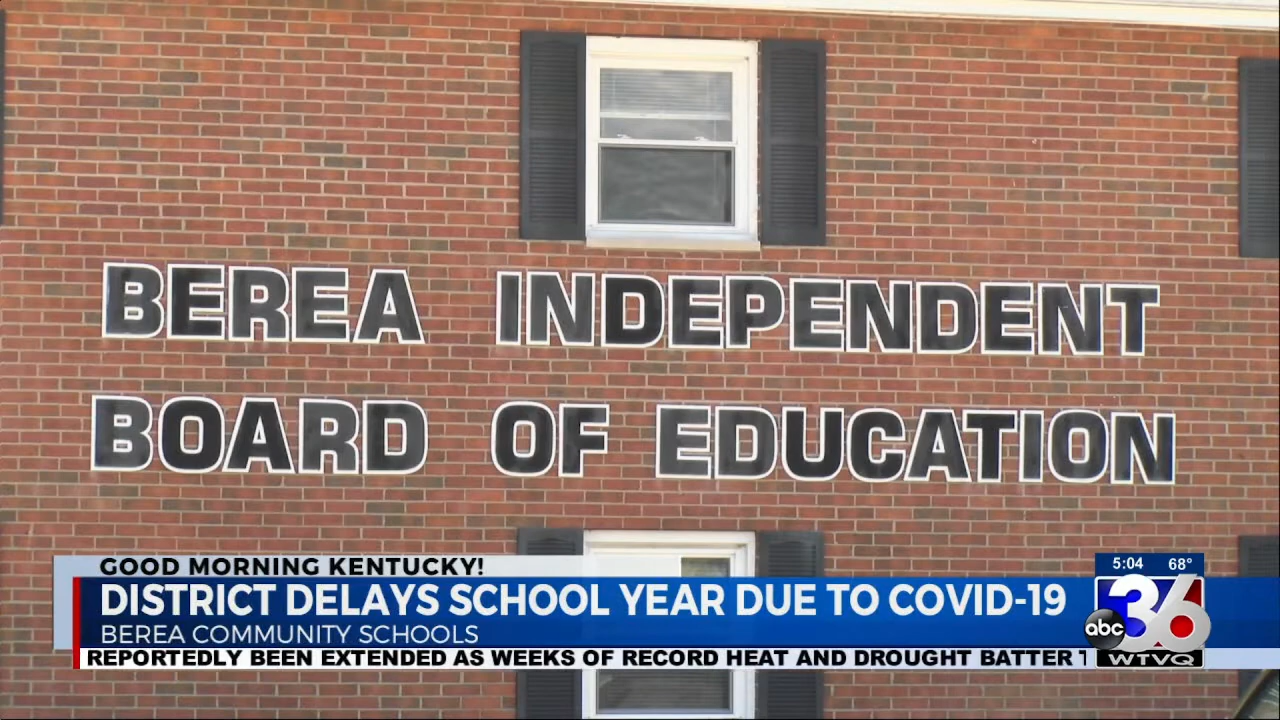 BEREA INDEPENDENT
BOARD OF EDUCATION
GOOD MORNING KENTUCKY!
DISTRICT DELAYS SCHOOL YEAR DUE TO COVID-19
BEREA COMMUNITY SCHOOLS
REPORTEDLY BEEN EXTENDED AS WEEKS OF RECORD HEAT AND DROUGHT BATTER
5:04 68°
abc 36
WTVQ